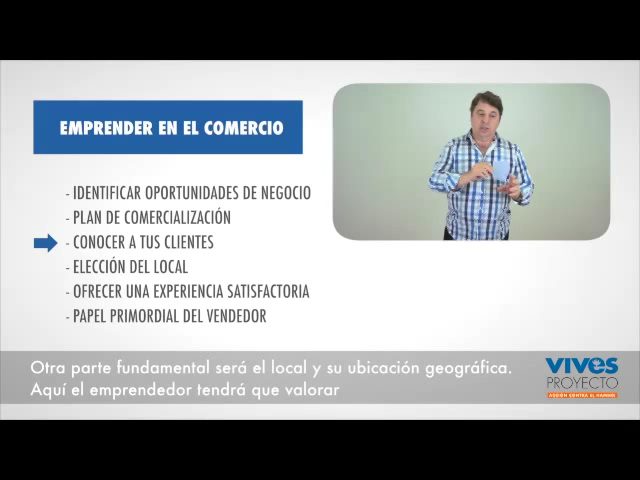 EMPRENDER EN EL COMERCIO
- IDENTIFICAR OPORTUNIDADES DE NEGOCIO
- PLAN DE COMERCIALIZACIÓN
- CONOCER A TUS CLIENTES
- ELECCIÓN DEL LOCAL
- OFRECER UNA EXPERIENCIA SATISFACTORIA
- PAPEL PRIMORDIAL DEL VENDEDOR
Otra parte fundamental será el local y su ubicación geográfica.
Aquí el emprendedor tendrá que valorar
VIVES
PROYECTO
ACCIÓN CONTRA EL HAMBRE